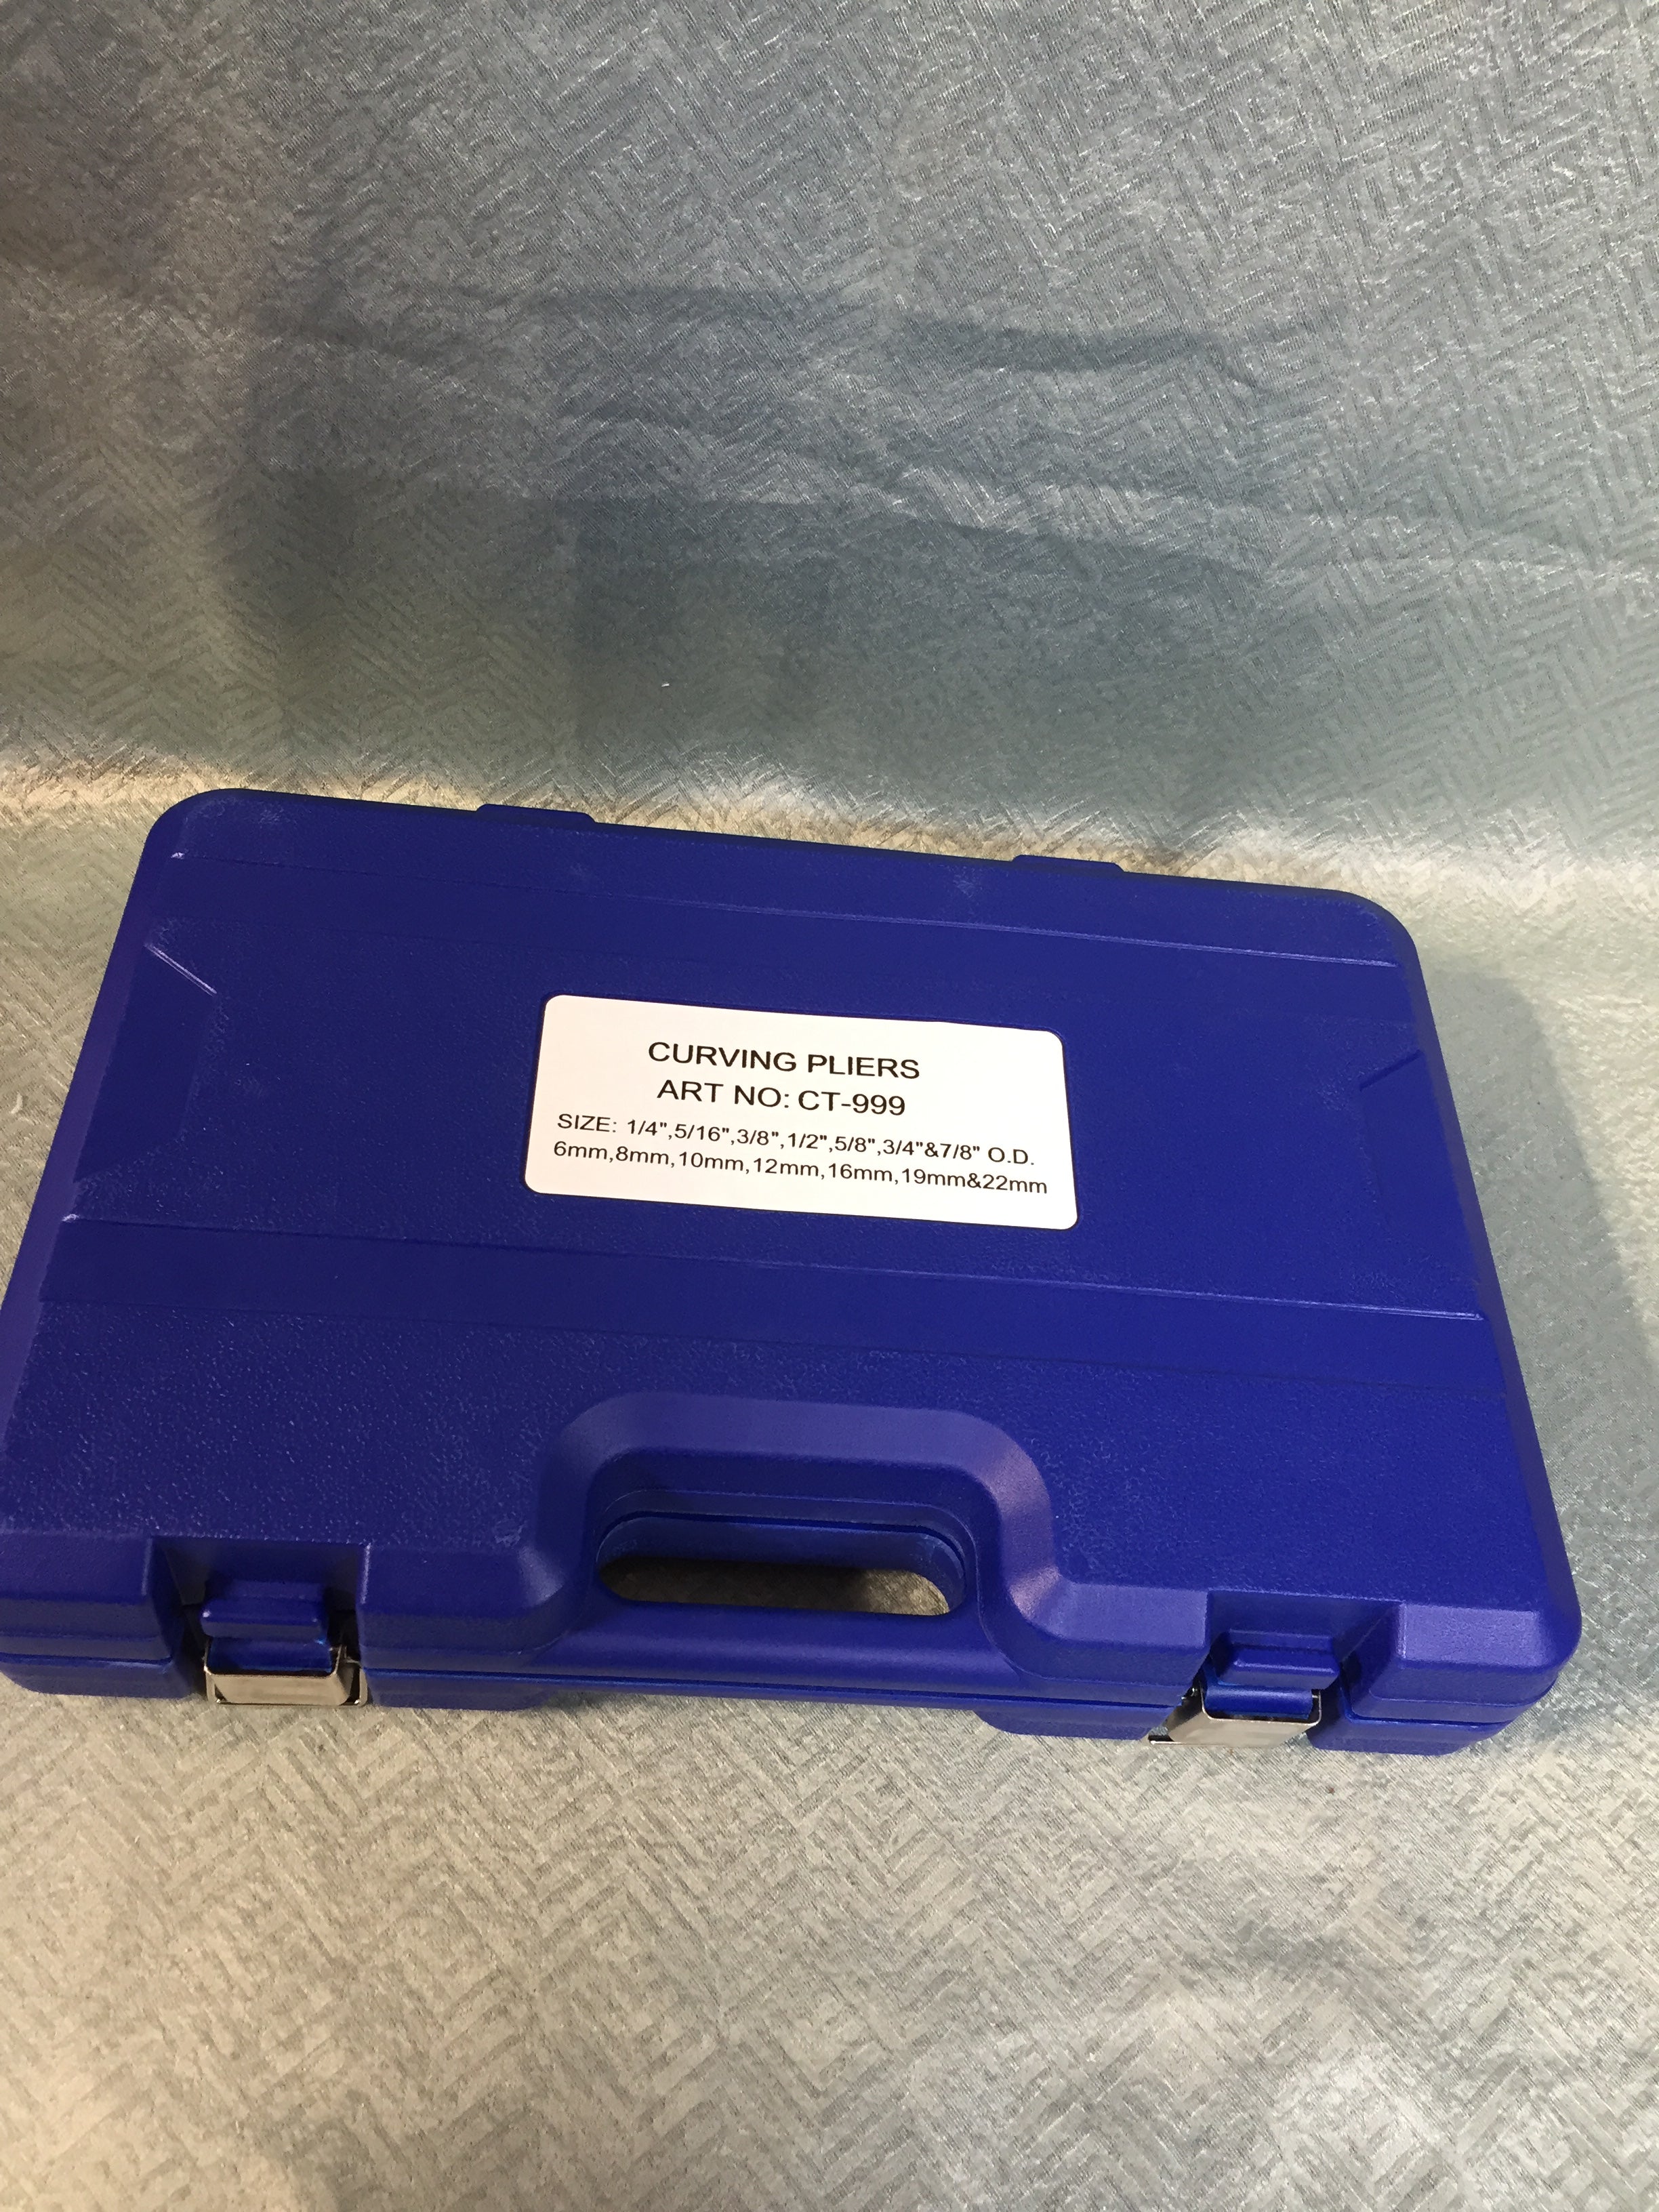 CURVING PLIERS
ART NO: CT-999
SIZE: 1/4",5/16",3/8",1/2",5/8",3/4"&7/8" O.D.
6mm,8mm,10mm,12mm,16mm,19mm&22mm